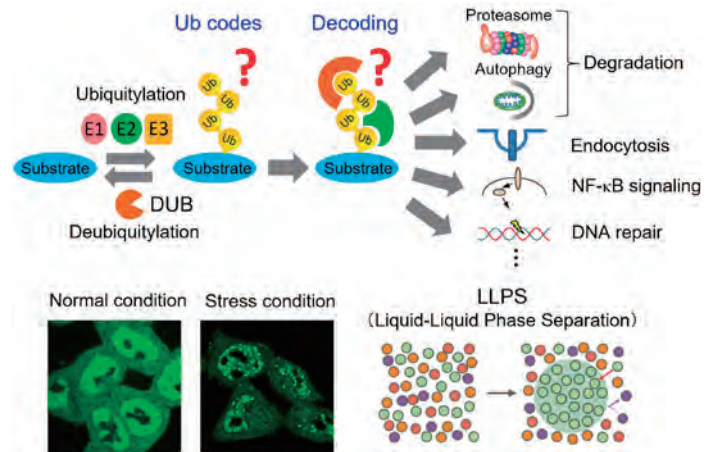 Ub codes
Decoding
Proteasome
Autophagy
Degradation
?
?
Ubiquitylation
E1 E2 E3
Ub
Ub
Ub
Ub
Ub
Ub
Ub
Ub
Substrate
Substrate
Substrate
DUB
Deubiquitylation
Endocytosis
NF-κB signaling
DNA repair
Normal condition
Stress condition
LLPS
(Liquid-Liquid Phase Separation)